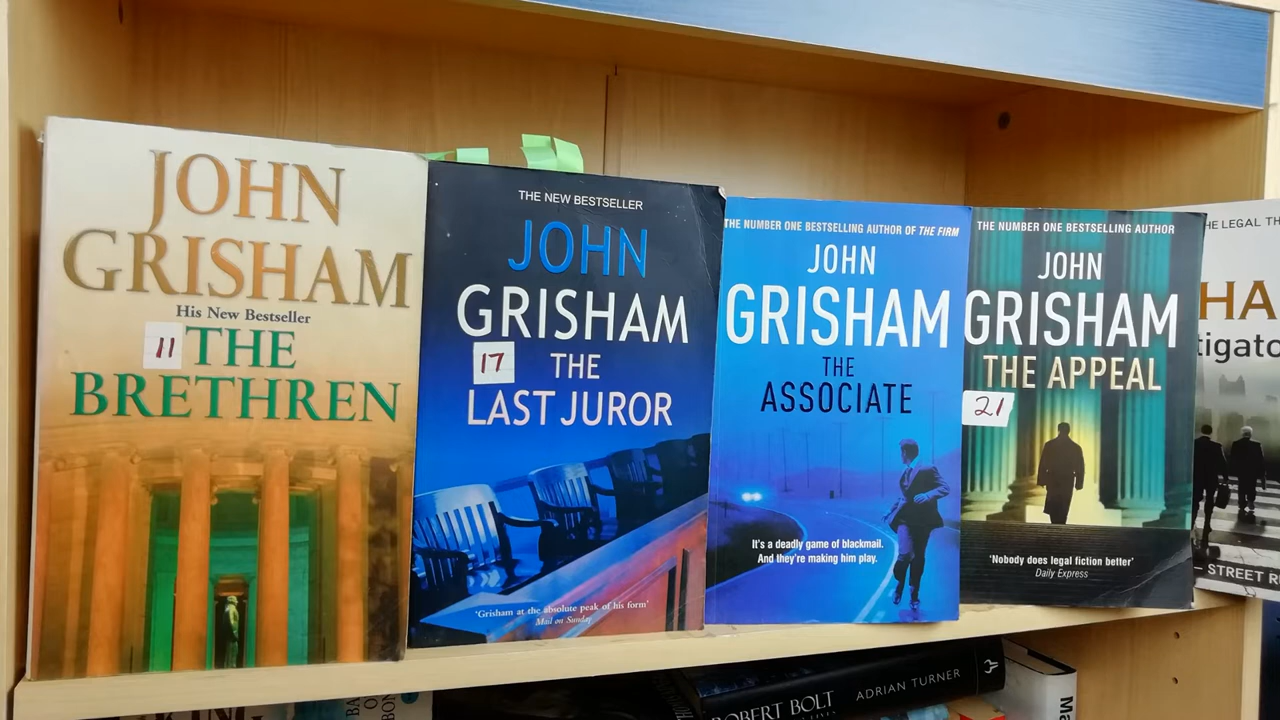 JOHN
GRISHAM
His New Bestseller
11
THE
BRETHREN
THE NEW BESTSELLER
JOHN
GRISHAM
17
THE
LAST JUROR
'Grisham at the absolute peak of his form'
Mail on Sunday
THE NUMBER ONE BESTSELLING AUTHOR OF THE FIRM
JOHN
GRISHAM
THE
ASSOCIATE
It's a deadly game of blackmail.
And they're making him play.
THE NUMBER ONE BESTSELLING AUTHOR
JOHN
GRISHAM
THE APPEAL
21
'Nobody does legal fiction better'
Daily Express
HE LEGAL TH
HA
tigato
STREET R
ROBERT BOLT
ADRIAN TURNER
Ma